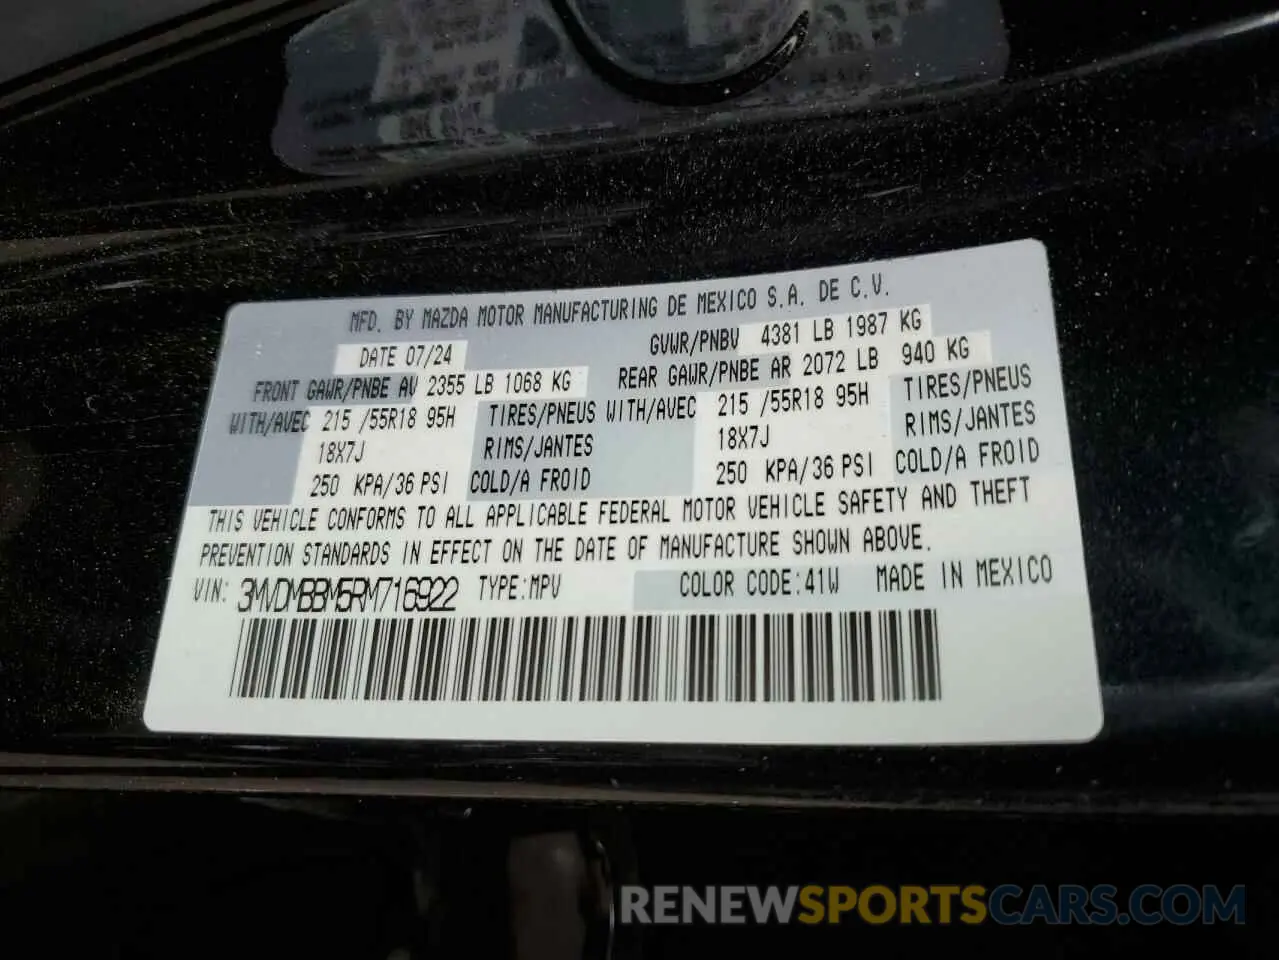 MFD. BY MAZDA MOTOR MANUFACTURING DE MEXICO S.A. DE C.V.
DATE 07/24 GVWR/PNBV 4381 LB 1987 KG
FRONT GAWR/PNBE AV 2355 LB 1068 KG REAR GAWR/PNBE AR 2072 LB 940 KG
WITH/AVEC 215 /55R18 95H TIRES/PNEUS WITH/AVEC 215 /55R18 95H TIRES/PNEUS
18X7J RIMS/JANTES 18X7J RIMS/JANTES
250 KPA/36 PSI COLD/A FROID 250 KPA/36 PSI COLD/A FROID
THIS VEHICLE CONFORMS TO ALL APPLICABLE FEDERAL MOTOR VEHICLE SAFETY AND THEFT
PREVENTION STANDARDS IN EFFECT ON THE DATE OF MANUFACTURE SHOWN ABOVE.
VIN: 3MVDMBBM5RM716922 TYPE:MPV COLOR CODE:41W MADE IN MEXICO
RENEWSPORTSCARS.COM